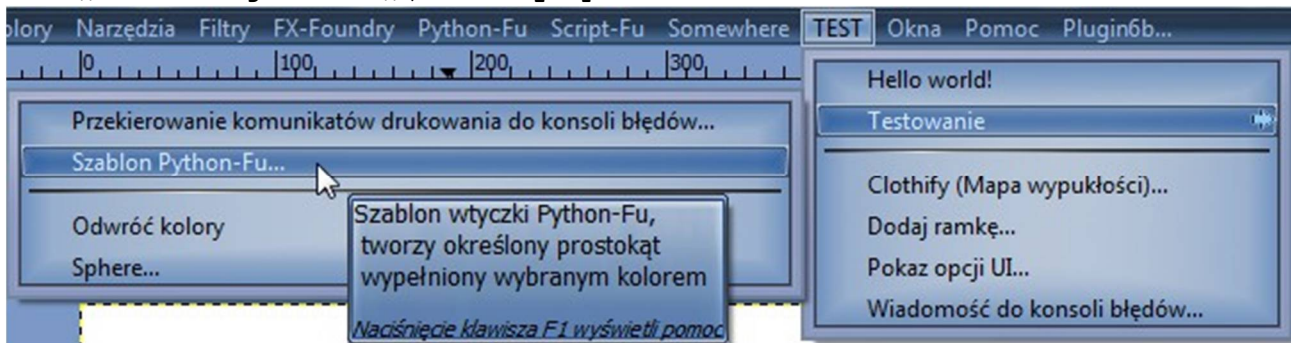 olory Narzędzia Filtry FX-Foundry Python-Fu Script-Fu Somewhere TEST Okna Pomoc Plugin6b...
0 100 200 300
Przekierowanie komunikatów drukowania do konsoli błędów...
Szablon Python-Fu...
Odwróć kolory
Sphere...
Szablon wtyczki Python-Fu,
tworzy określony prostokąt
wypełniony wybranym kolorem
Naciśnięcie klawisza F1 wyświetli pomoc
Hello world!
Testowanie
Clothify (Mapa wypukłości)...
Dodaj ramkę...
Pokaz opcji UI...
Wiadomość do konsoli błędów...